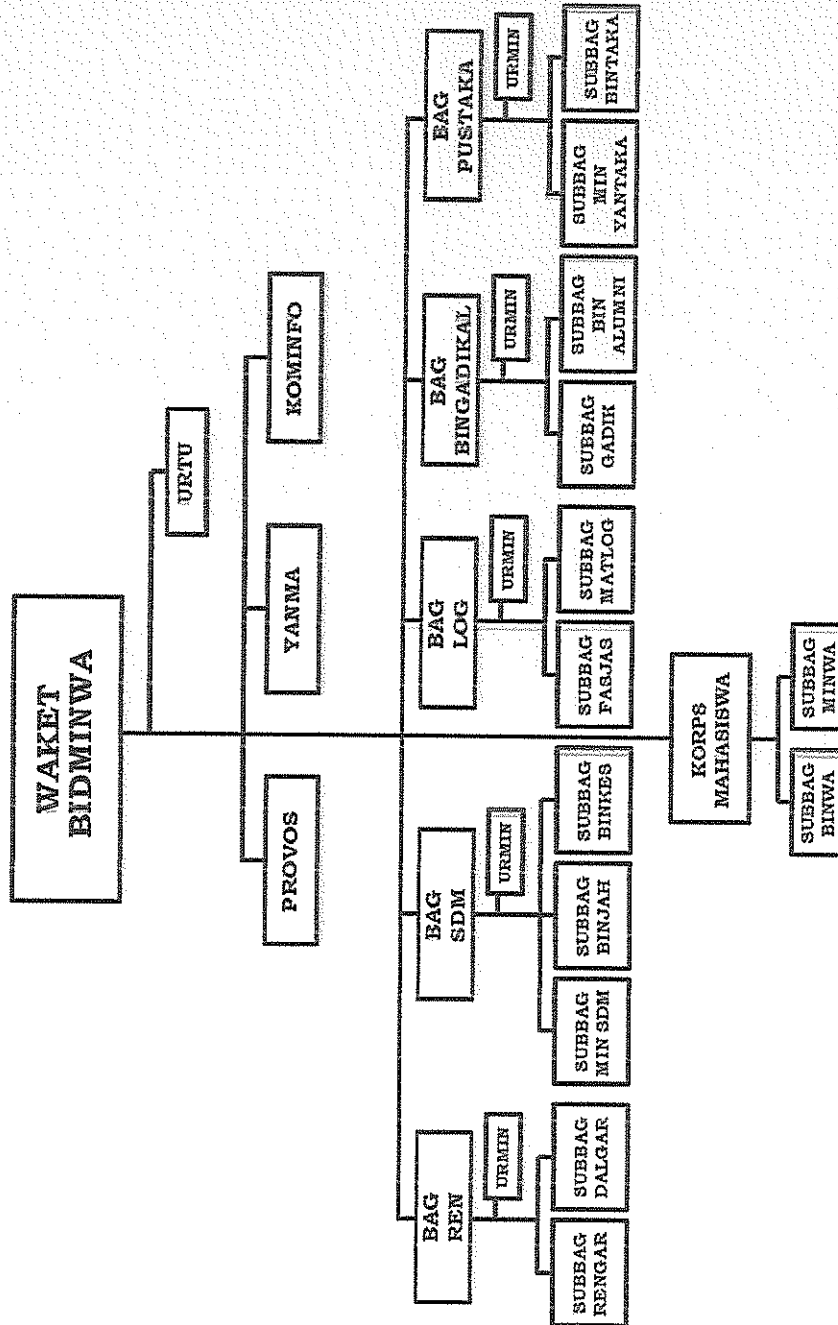 WAKET
BIDMINWA
URTU
PROVOS
YANMA
KOMINFO
BAG
REN
BAG
SDM
BAG
LOG
BAG
BINGADIKAL
BAG
PUSTAKA
URMIN
URMIN
URMIN
URMIN
URMIN
SUBBAG
RENGAR
SUBBAG
DALGAR
SUBBAG
MIN SDM
SUBBAG
BINJAH
SUBBAG
BINKES
SUBBAG
FASJAS
SUBBAG
MATLOG
SUBBAG
GADIK
SUBBAG
BIN
ALUMNI
SUBBAG
MIN
YANTAKA
SUBBAG
BINTAKA
KORPS
MAHASISWA
SUBBAG
BINWA
SUBBAG
MINWA